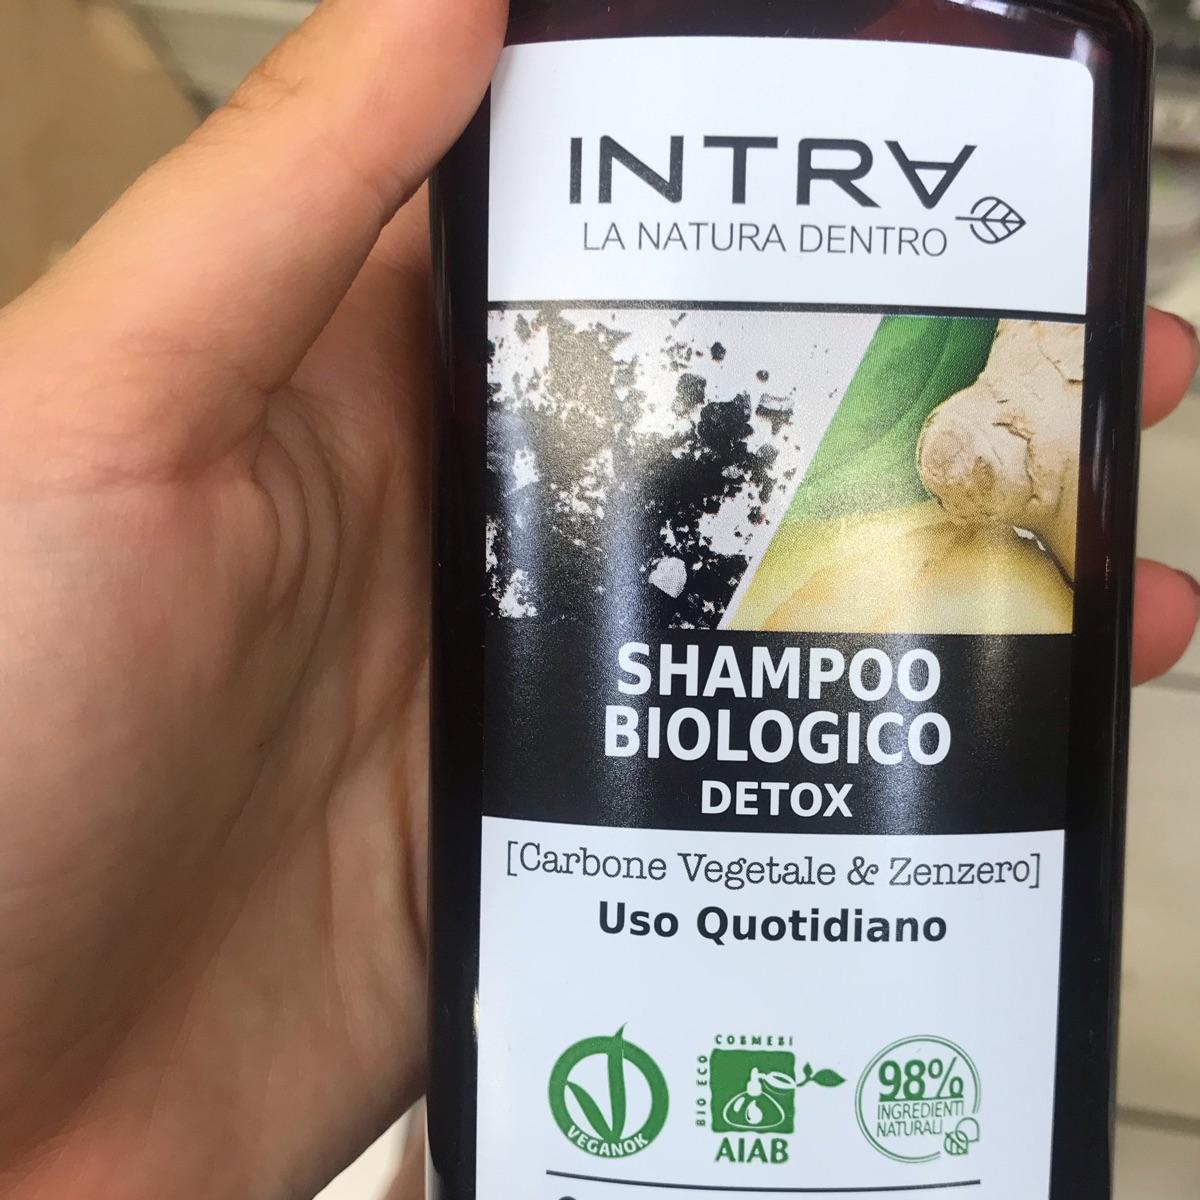 INTRA
LA NATURA DENTRO
SHAMPOO
BIOLOGICO
DETOX
[Carbone Vegetale & Zenzero]
Uso Quotidiano
VEGANOK
COSMESI
BIO ECO
AIAB
98%
INGREDIENTI
NATURALI